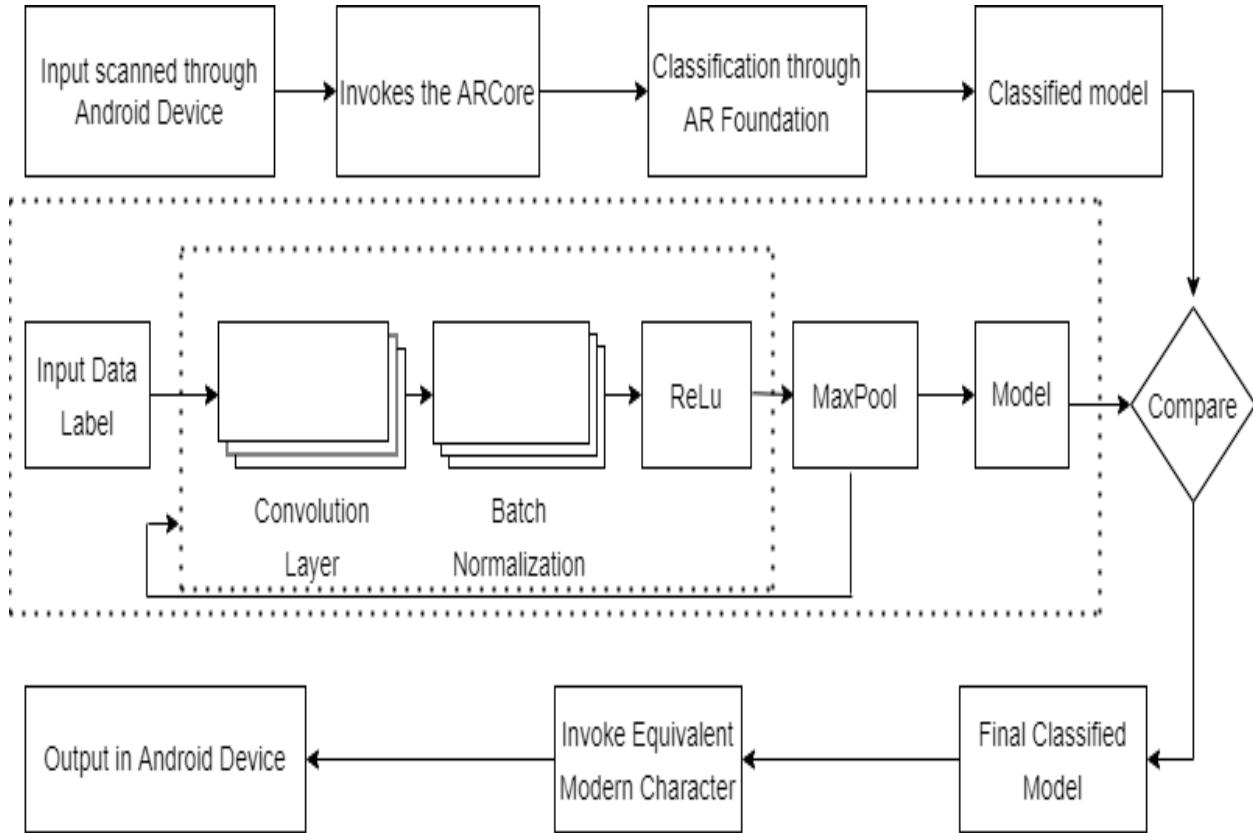 Input scanned through
Android Device
Invokes the ARCore
Classification through
AR Foundation
Classified model
Input Data
Label
Convolution
Layer
Batch
Normalization
ReLu
MaxPool
Model
Compare
Final Classified
Model
Invoke Equivalent
Modern Character
Output in Android Device